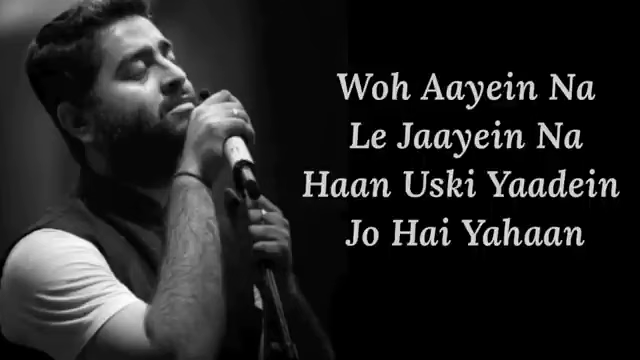 Woh Aayein Na
Le Jaayein Na
Haan Uski Yaadein
Jo Hai Yahaan